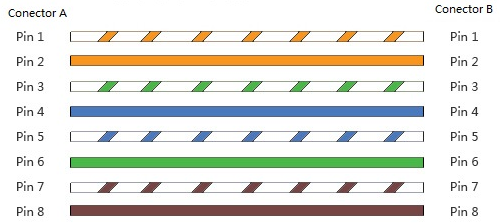 Conector A Conector B
Pin 1 Pin 1
Pin 2 Pin 2
Pin 3 Pin 3
Pin 4 Pin 4
Pin 5 Pin 5
Pin 6 Pin 6
Pin 7 Pin 7
Pin 8 Pin 8